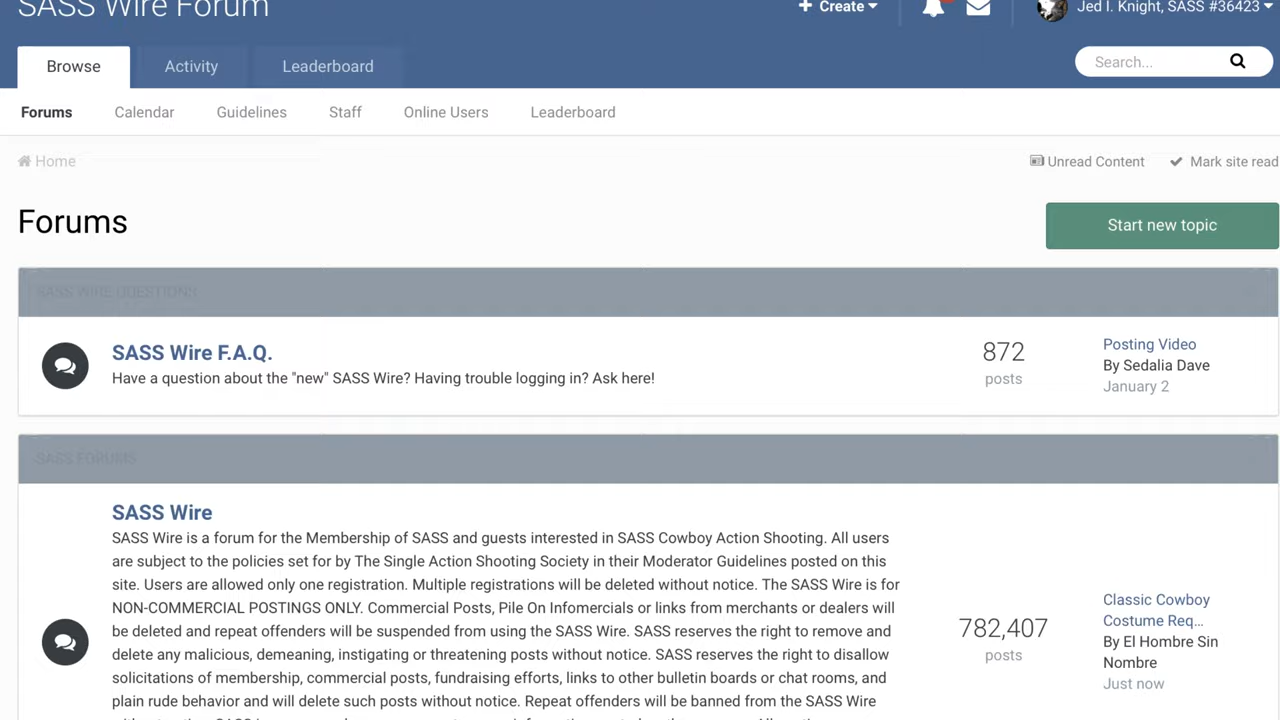 SASS Wire Forum
Create
Jed I. Knight, SASS #36423
Browse
Activity
Leaderboard
Search...
Forums
Calendar
Guidelines
Staff
Online Users
Leaderboard
Home
Unread Content
Mark site read
Forums
Start new topic
SASS WIRE QUESTIONS
SASS Wire F.A.Q.
Have a question about the "new" SASS Wire? Having trouble logging in? Ask here!
872
posts
Posting Video
By Sedalia Dave
January 2
SASS FORUMS
SASS Wire
SASS Wire is a forum for the Membership of SASS and guests interested in SASS Cowboy Action Shooting. All users
are subject to the policies set for by The Single Action Shooting Society in their Moderator Guidelines posted on this
site. Users are allowed only one registration. Multiple registrations will be deleted without notice. The SASS Wire is for
NON-COMMERCIAL POSTINGS ONLY. Commercial Posts, Pile On Infomercials or links from merchants or dealers will
be deleted and repeat offenders will be suspended from using the SASS Wire. SASS reserves the right to remove and
delete any malicious, demeaning, instigating or threatening posts without notice. SASS reserves the right to disallow
solicitations of membership, commercial posts, fundraising efforts, links to other bulletin boards or chat rooms, and
plain rude behavior and will delete such posts without notice. Repeat offenders will be banned from the SASS Wire
782,407
posts
Classic Cowboy
Costume Req...
By El Hombre Sin
Nombre
Just now